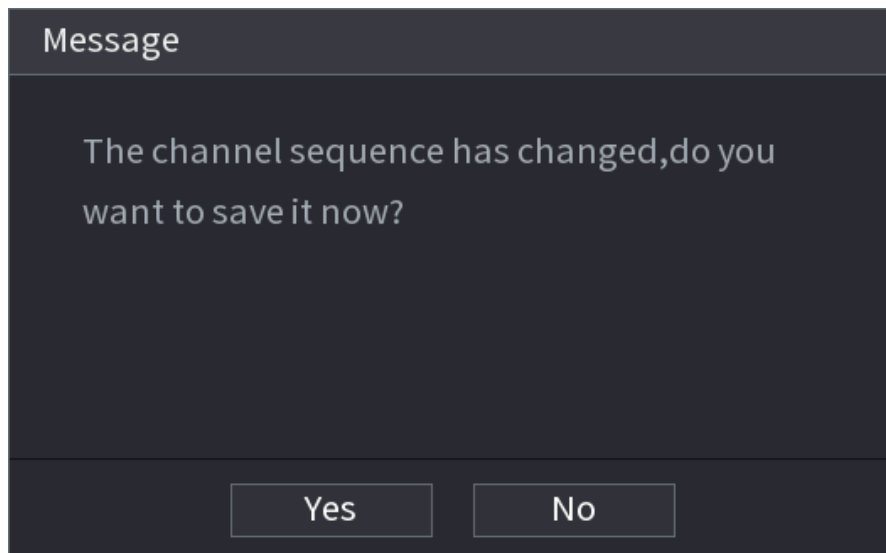 Message
The channel sequence has changed,do you
want to save it now?
Yes No